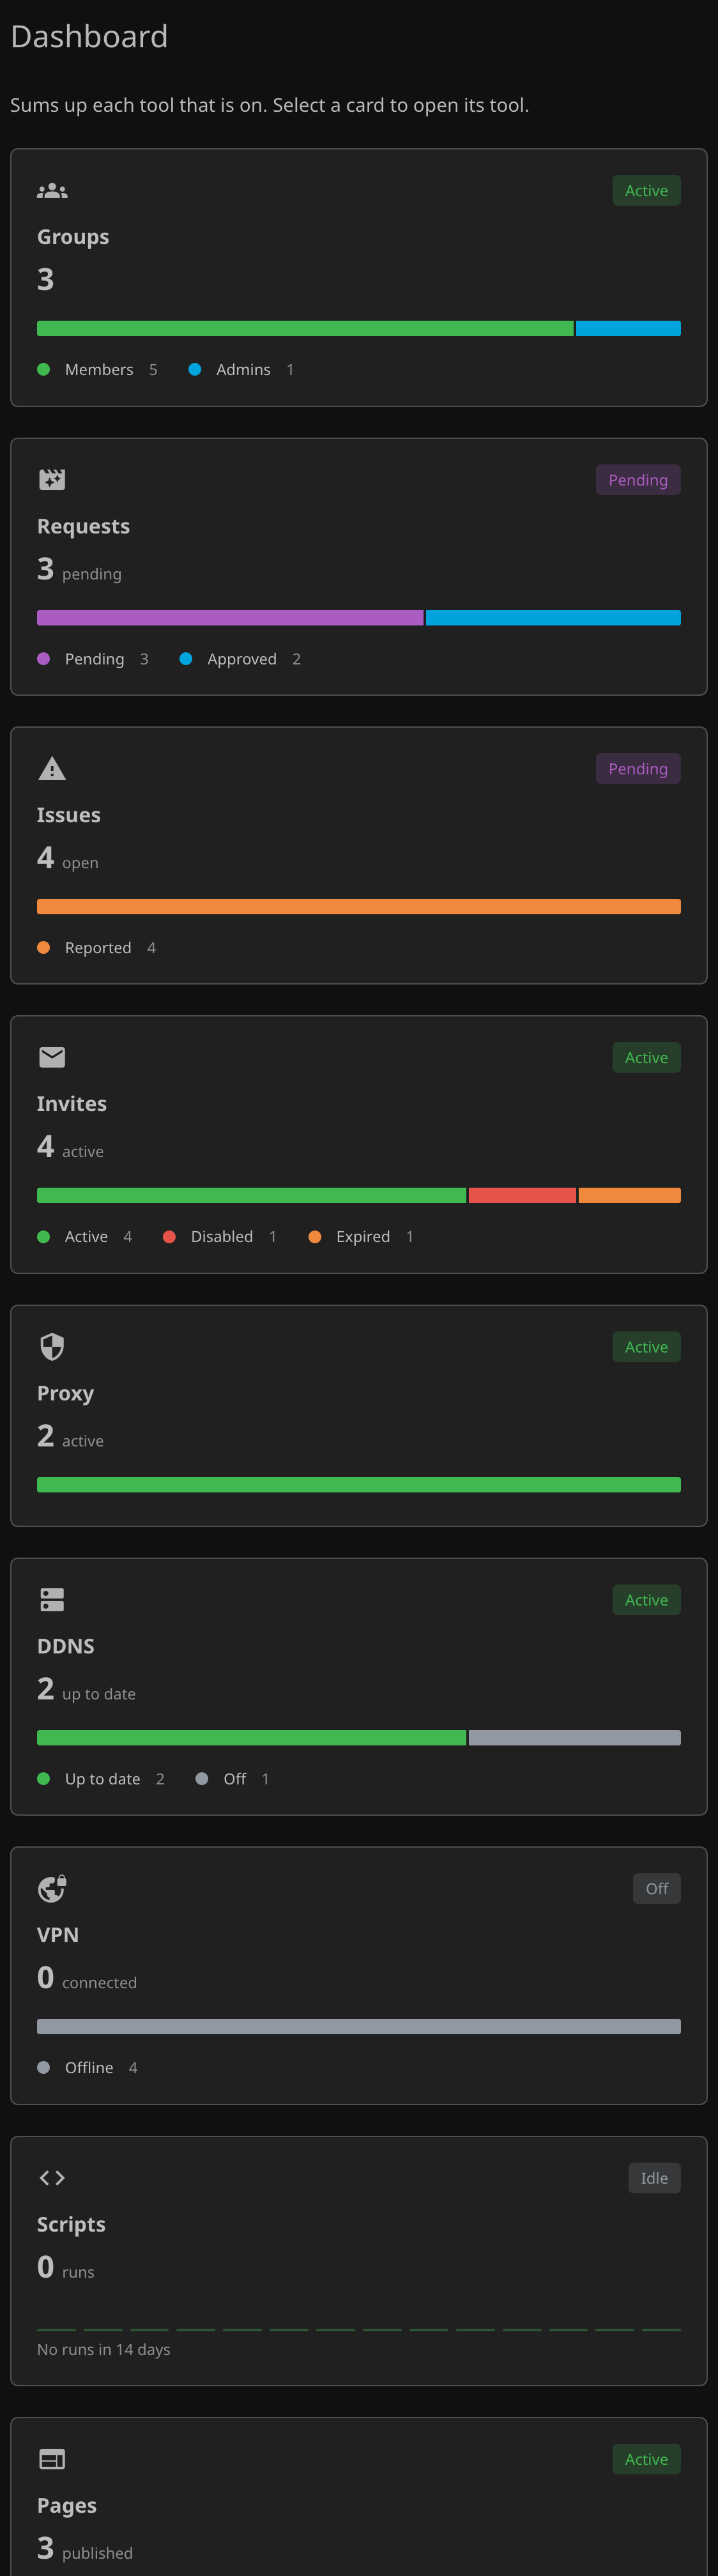 Dashboard
Sums up each tool that is on. Select a card to open its tool.
Active
Groups
3
Members 5 Admins 1
Pending
Requests
3 pending
Pending 3 Approved 2
Pending
Issues
4 open
Reported 4
Active
Invites
4 active
Active 4 Disabled 1 Expired 1
Active
Proxy
2 active
Active
DDNS
2 up to date
Up to date 2 Off 1
Off
VPN
0 connected
Offline 4
Idle
Scripts
0 runs
No runs in 14 days
Active
Pages
3 published